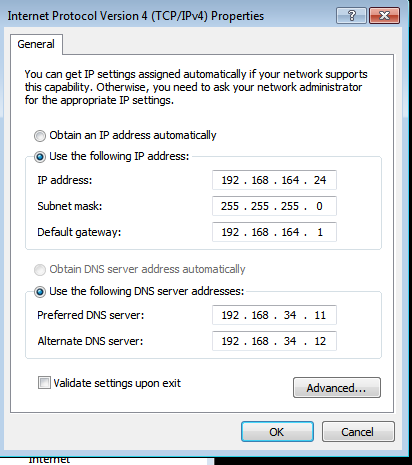 Internet Protocol Version 4 (TCP/IPv4) Properties
General
You can get IP settings assigned automatically if your network supports
this capability. Otherwise, you need to ask your network administrator
for the appropriate IP settings.
Obtain an IP address automatically
Use the following IP address:
IP address: 192 . 168 . 164 . 24
Subnet mask: 255 . 255 . 255 . 0
Default gateway: 192 . 168 . 164 . 1
Obtain DNS server address automatically
Use the following DNS server addresses:
Preferred DNS server: 192 . 168 . 34 . 11
Alternate DNS server: 192 . 168 . 34 . 12
Validate settings upon exit
Advanced...
OK Cancel
Internet